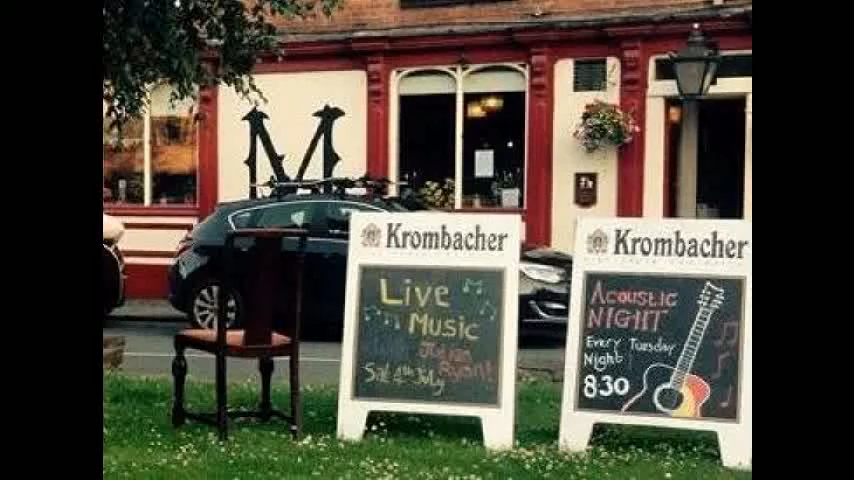 M
Krombacher
Live
Music
Sat 4th July
Krombacher
ACOUSTIC
NIGHT
Every Tuesday
Night
8.30